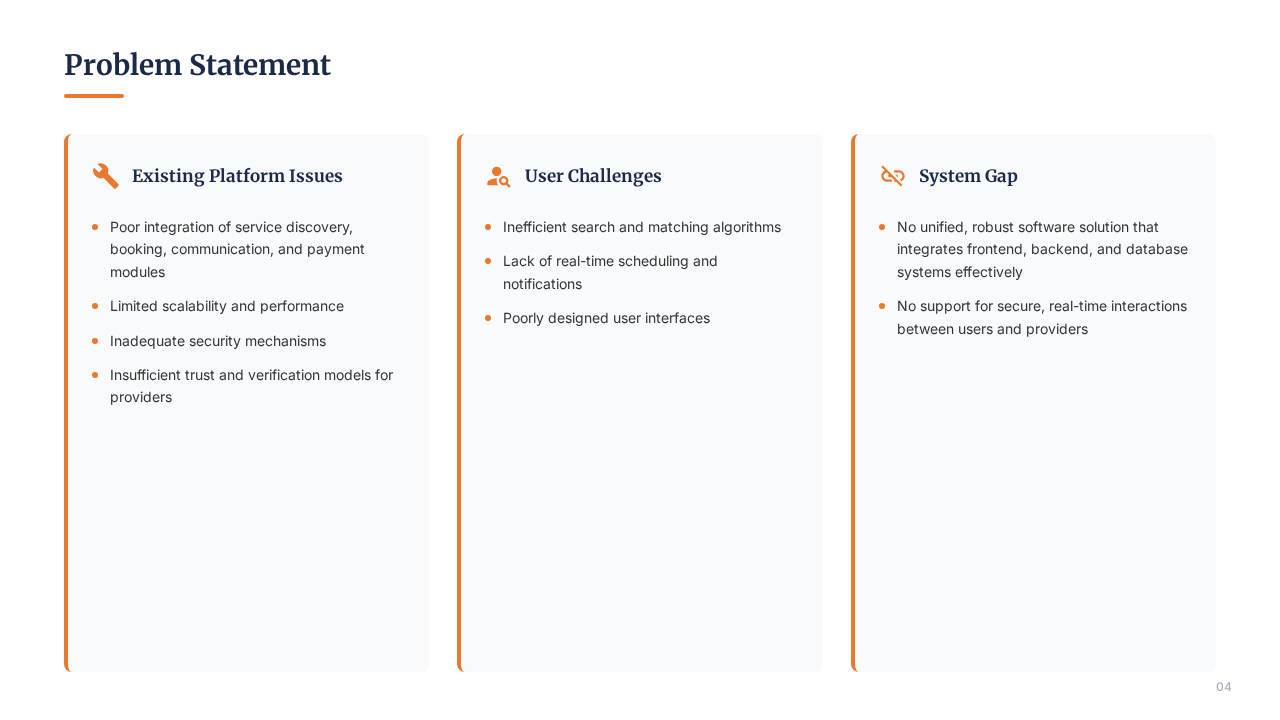 Problem Statement
Existing Platform Issues
Poor integration of service discovery,
booking, communication, and payment
modules
Limited scalability and performance
Inadequate security mechanisms
Insufficient trust and verification models for
providers
User Challenges
Inefficient search and matching algorithms
Lack of real-time scheduling and
notifications
Poorly designed user interfaces
System Gap
No unified, robust software solution that
integrates frontend, backend, and database
systems effectively
No support for secure, real-time interactions
between users and providers
04